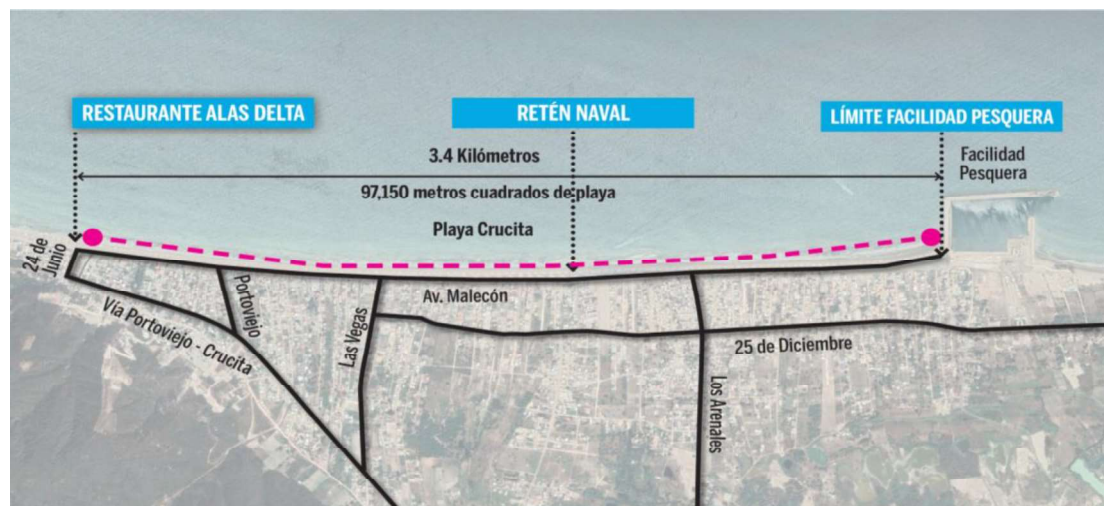 RESTAURANTE ALAS DELTA
RETÉN NAVAL
LÍMITE FACILIDAD PESQUERA
3.4 Kilómetros
97,150 metros cuadrados de playa
Facilidad
Pesquera
Playa Crucita
24 de
Junio
Av. Malecón
Portoviejo
Las Vegas
Vía Portoviejo - Crucita
25 de Diciembre
Los Arenales